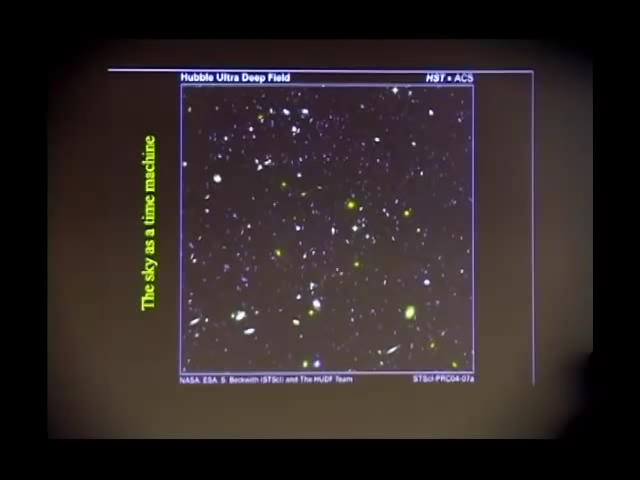 Hubble Ultra Deep Field
HST • ACS
The sky as a time machine
NASA, ESA, S. Beckwith (STScI) and The HUDF Team
STScI-PRC04-07a